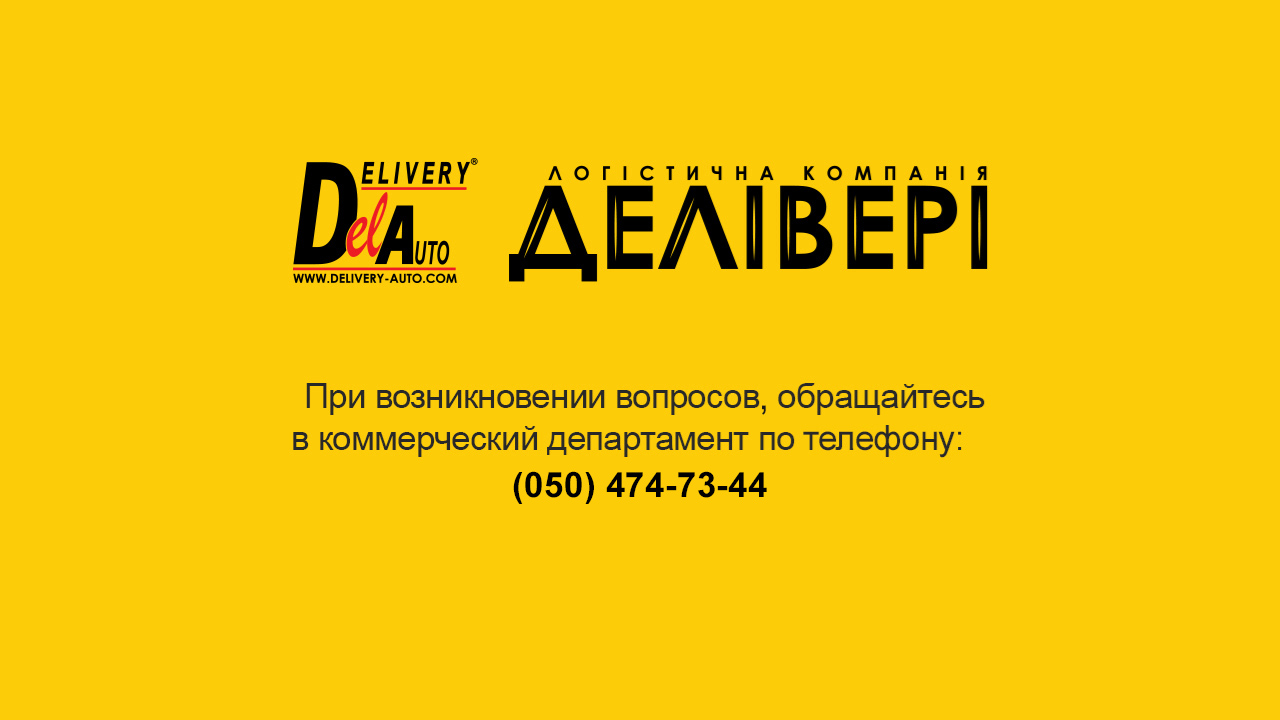 DELIVERY®
DelAUTO
WWW.DELIVERY-AUTO.COM
ЛОГІСТИЧНА КОМПАНІЯ
ДЕЛІВЕРІ
При возникновении вопросов, обращайтесь
в коммерческий департамент по телефону:
(050) 474-73-44